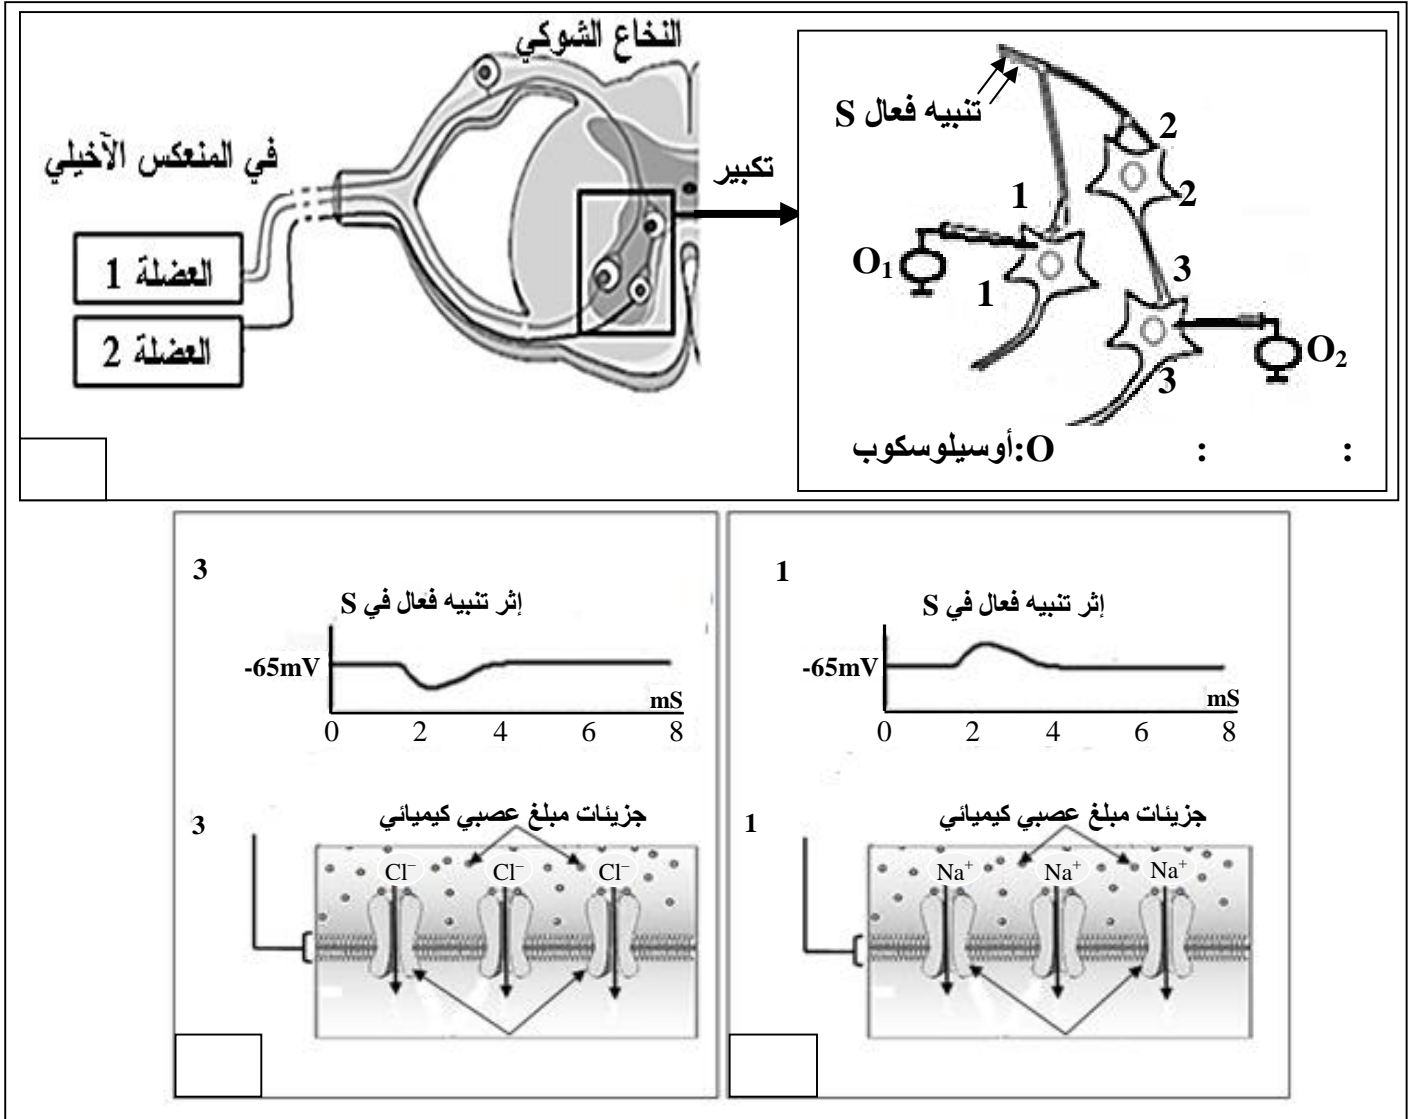 النخاع الشوكي
في المنعكس الآخيلي
العضلة 1
العضلة 2
تكبير
تنبيه فعال S
2
2
1
1
3
3
O₁
O₂
O:أوسيلوسكوب
:
:
1
إثر تنبيه فعال في S
-65mV
mS
0 2 4 6 8
1
جزيئات مبلغ عصبي كيميائي
Na⁺ Na⁺ Na⁺
3
إثر تنبيه فعال في S
-65mV
mS
0 2 4 6 8
3
جزيئات مبلغ عصبي كيميائي
Cl⁻ Cl⁻ Cl⁻